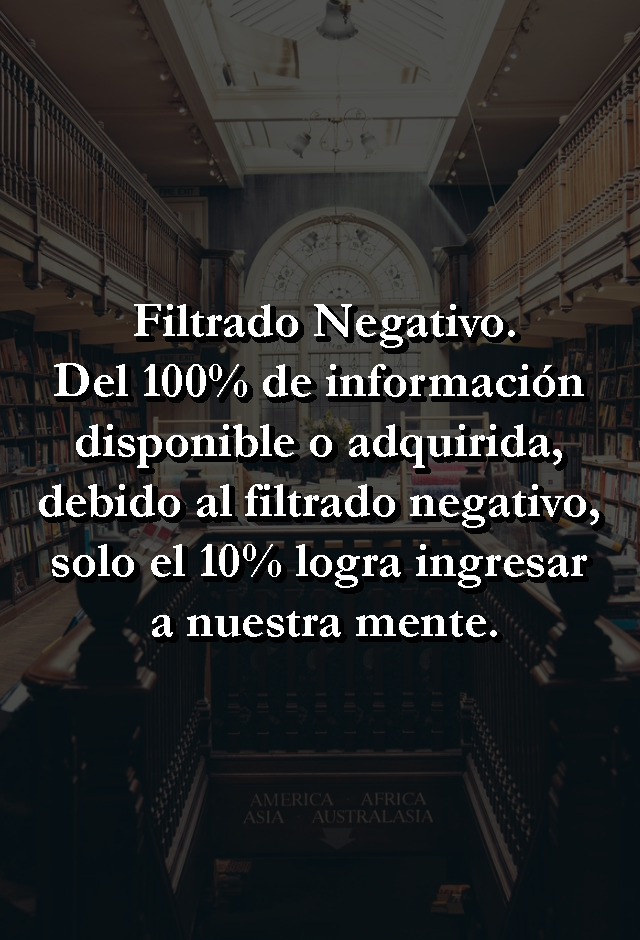 Filtrado Negativo.
Del 100% de información
disponible o adquirida,
debido al filtrado negativo,
solo el 10% logra ingresar
a nuestra mente.
AMERICA · AFRICA
ASIA · AUSTRALASIA